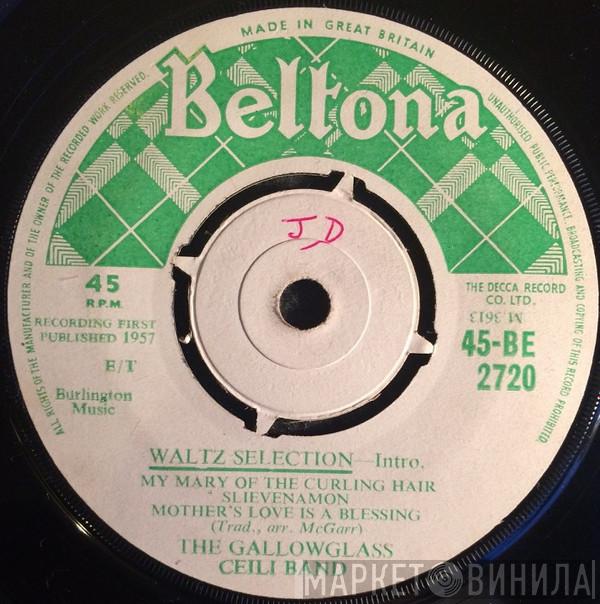 MADE IN GREAT BRITAIN
Beltona
ALL RIGHTS OF THE MANUFACTURER AND OF THE OWNER OF THE RECORDED WORK RESERVED.
UNAUTHORISED PUBLIC PERFORMANCE, BROADCASTING AND COPYING OF THIS RECORD PROHIBITED.
J,D
45
R.P.M.
RECORDING FIRST
PUBLISHED 1957
E/T
Burlington
Music
THE DECCA RECORD
CO. LTD.
M 3613
45-BE
2720
WALTZ SELECTION—Intro.
MY MARY OF THE CURLING HAIR
SLIEVENAMON
MOTHER'S LOVE IS A BLESSING
(Trad., arr. McGarr)
THE GALLOWGLASS
CEILI BAND
МАРКЕТ ВИНИЛА